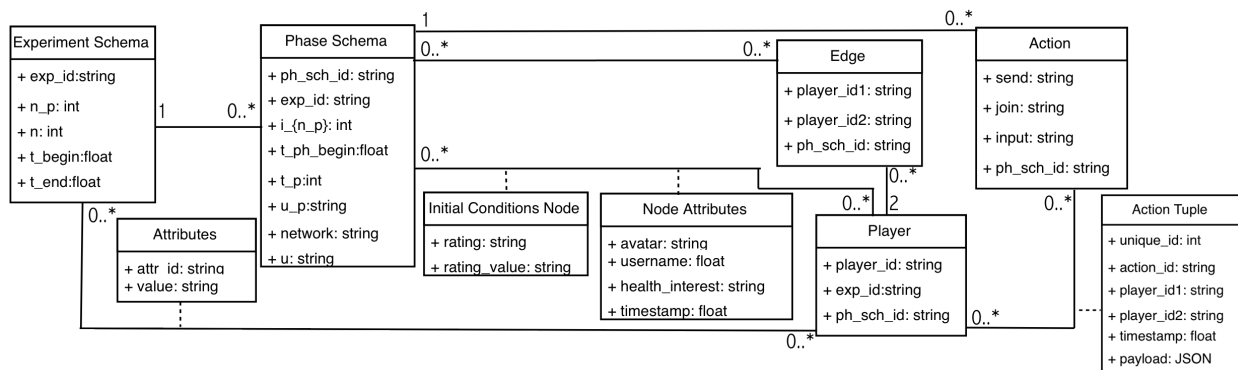 Experiment Schema
+ exp_id:string
+ n_p: int
+ n: int
+ t_begin:float
+ t_end:float
1
0..*
0..*
Attributes
+ attr_id: string
+ value: string
Phase Schema
+ ph_sch_id: string
+ exp_id: string
+ i_{n_p}: int
+ t_ph_begin:float
+ t_p:int
+ u_p:string
+ network: string
+ u: string
1
0..*
0..*
0..*
0..*
Initial Conditions Node
+ rating: string
+ rating_value: string
Node Attributes
+ avatar: string
+ username: float
+ health_interest: string
+ timestamp: float
Edge
+ player_id1: string
+ player_id2: string
+ ph_sch_id: string
0..*
0..*
2
Player
+ player_id: string
+ exp_id:string
+ ph_sch_id: string
0..*
0..*
Action
+ send: string
+ join: string
+ input: string
+ ph_sch_id: string
0..*
Action Tuple
+ unique_id: int
+ action_id: string
+ player_id1: string
+ player_id2: string
+ timestamp: float
+ payload: JSON